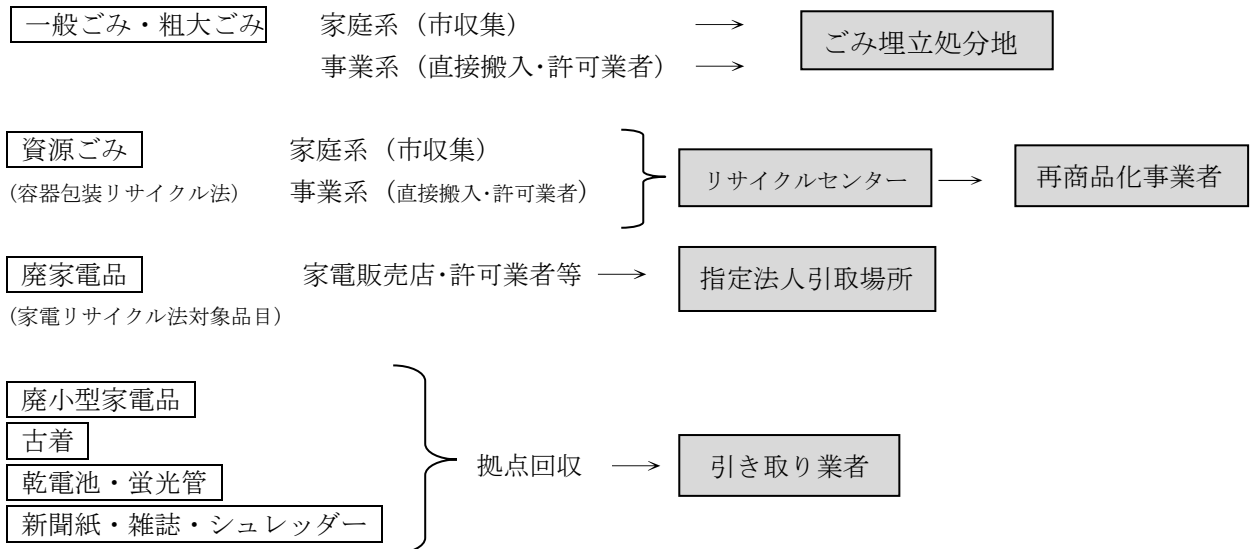 一般ごみ・粗大ごみ 家庭系（市収集） → ごみ埋立処分地
事業系（直接搬入・許可業者） →
資源ごみ 家庭系（市収集） リサイクルセンター → 再商品化事業者
(容器包装リサイクル法) 事業系（直接搬入・許可業者）
廃家電品 家電販売店・許可業者等 → 指定法人引取場所
(家電リサイクル法対象品目)
廃小型家電品
古着
乾電池・蛍光管
新聞紙・雑誌・シュレッダー
拠点回収 → 引き取り業者